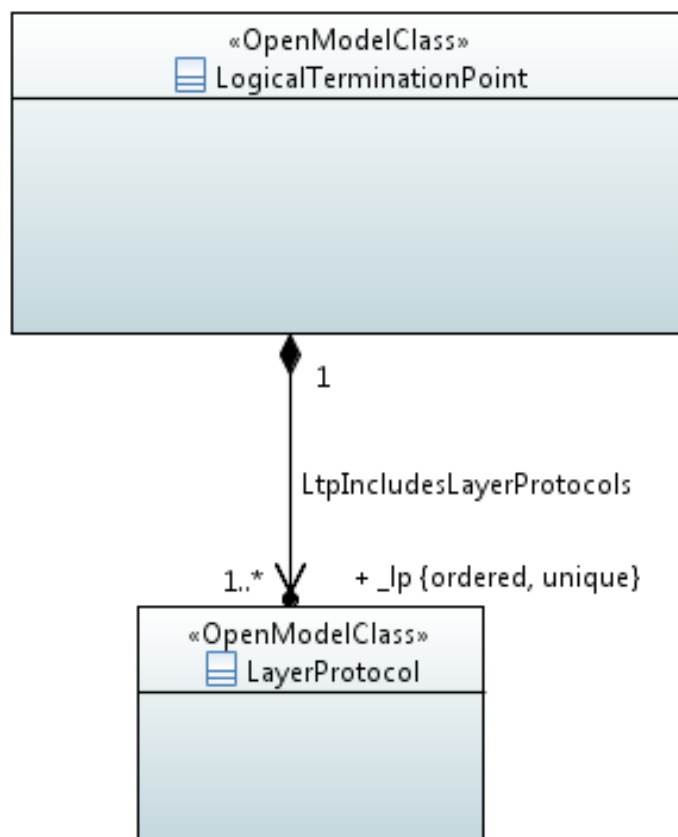 «OpenModelClass»
LogicalTerminationPoint
1
LtpIncludesLayerProtocols
1..* + _lp {ordered, unique}
«OpenModelClass»
LayerProtocol